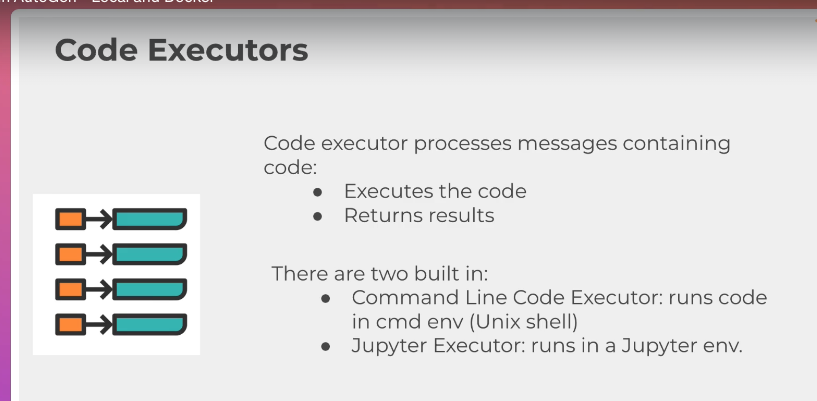 AutoGen - Local and Docker
Code Executors
Code executor processes messages containing
code:
● Executes the code
● Returns results
There are two built in:
● Command Line Code Executor: runs code
in cmd env (Unix shell)
● Jupyter Executor: runs in a Jupyter env.